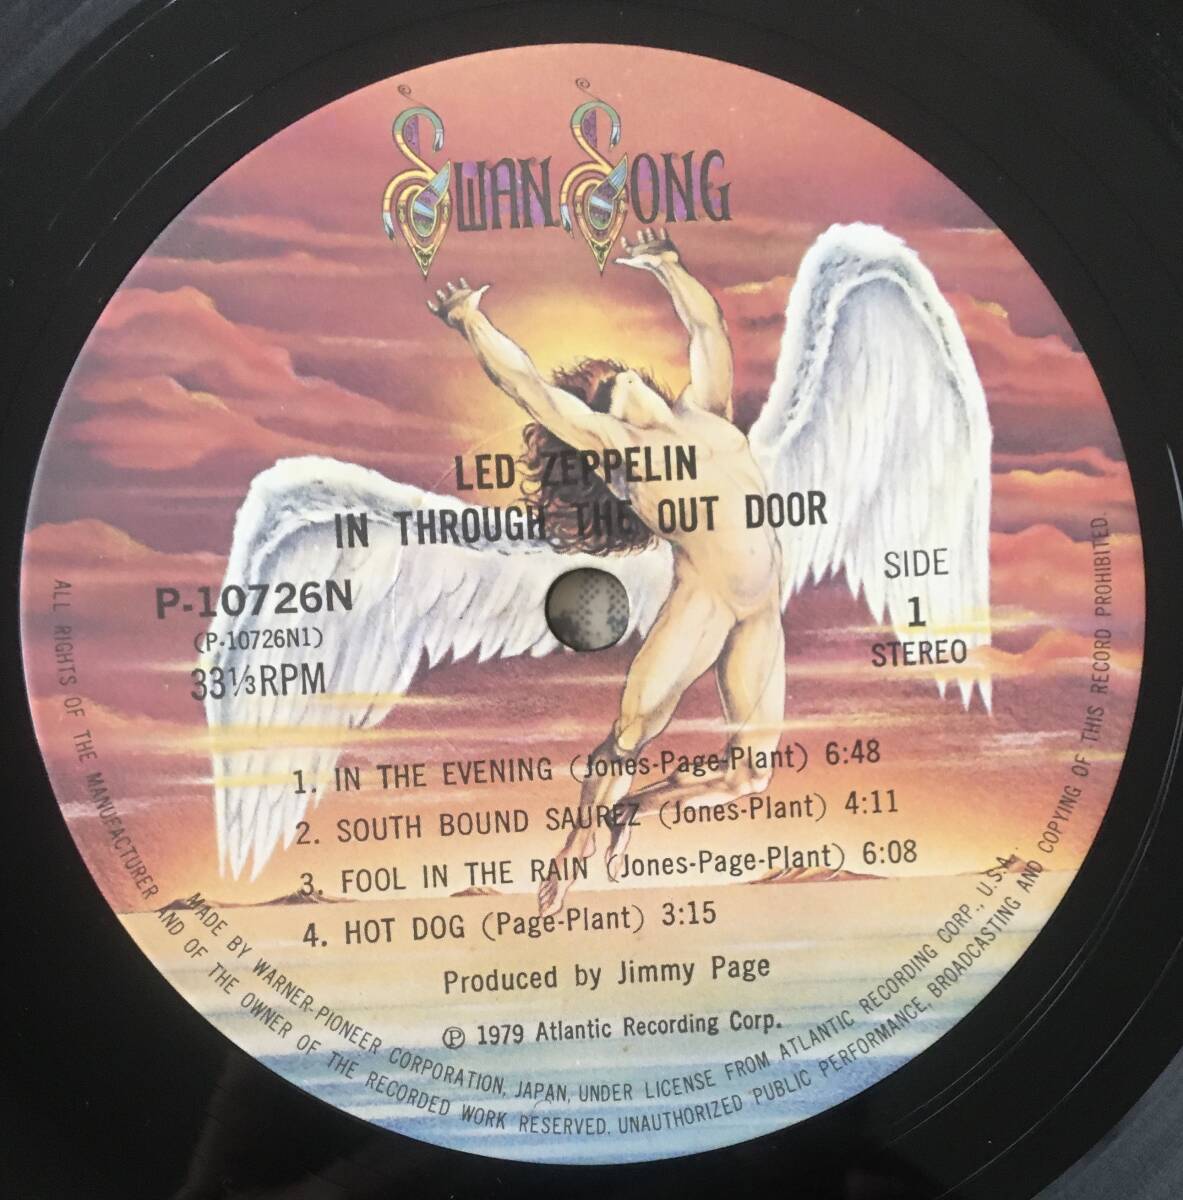 SWAN SONG
LED ZEPPELIN
IN THROUGH THE OUT DOOR
P-10726N
(P-10726N1)
33⅓RPM
SIDE
1
STEREO
1. IN THE EVENING (Jones-Page-Plant) 6:48
2. SOUTH BOUND SAUREZ (Jones-Plant) 4:11
3. FOOL IN THE RAIN (Jones-Page-Plant) 6:08
4. HOT DOG (Page-Plant) 3:15
Produced by Jimmy Page
℗ 1979 Atlantic Recording Corp.
MADE BY WARNER-PIONEER CORPORATION, JAPAN, UNDER LICENSE FROM ATLANTIC RECORDING CORP., U.S.A.
ALL RIGHTS OF THE MANUFACTURER AND OF THE OWNER OF THE RECORDED WORK RESERVED. UNAUTHORIZED PUBLIC PERFORMANCE, BROADCASTING AND COPYING OF THIS RECORD PROHIBITED.